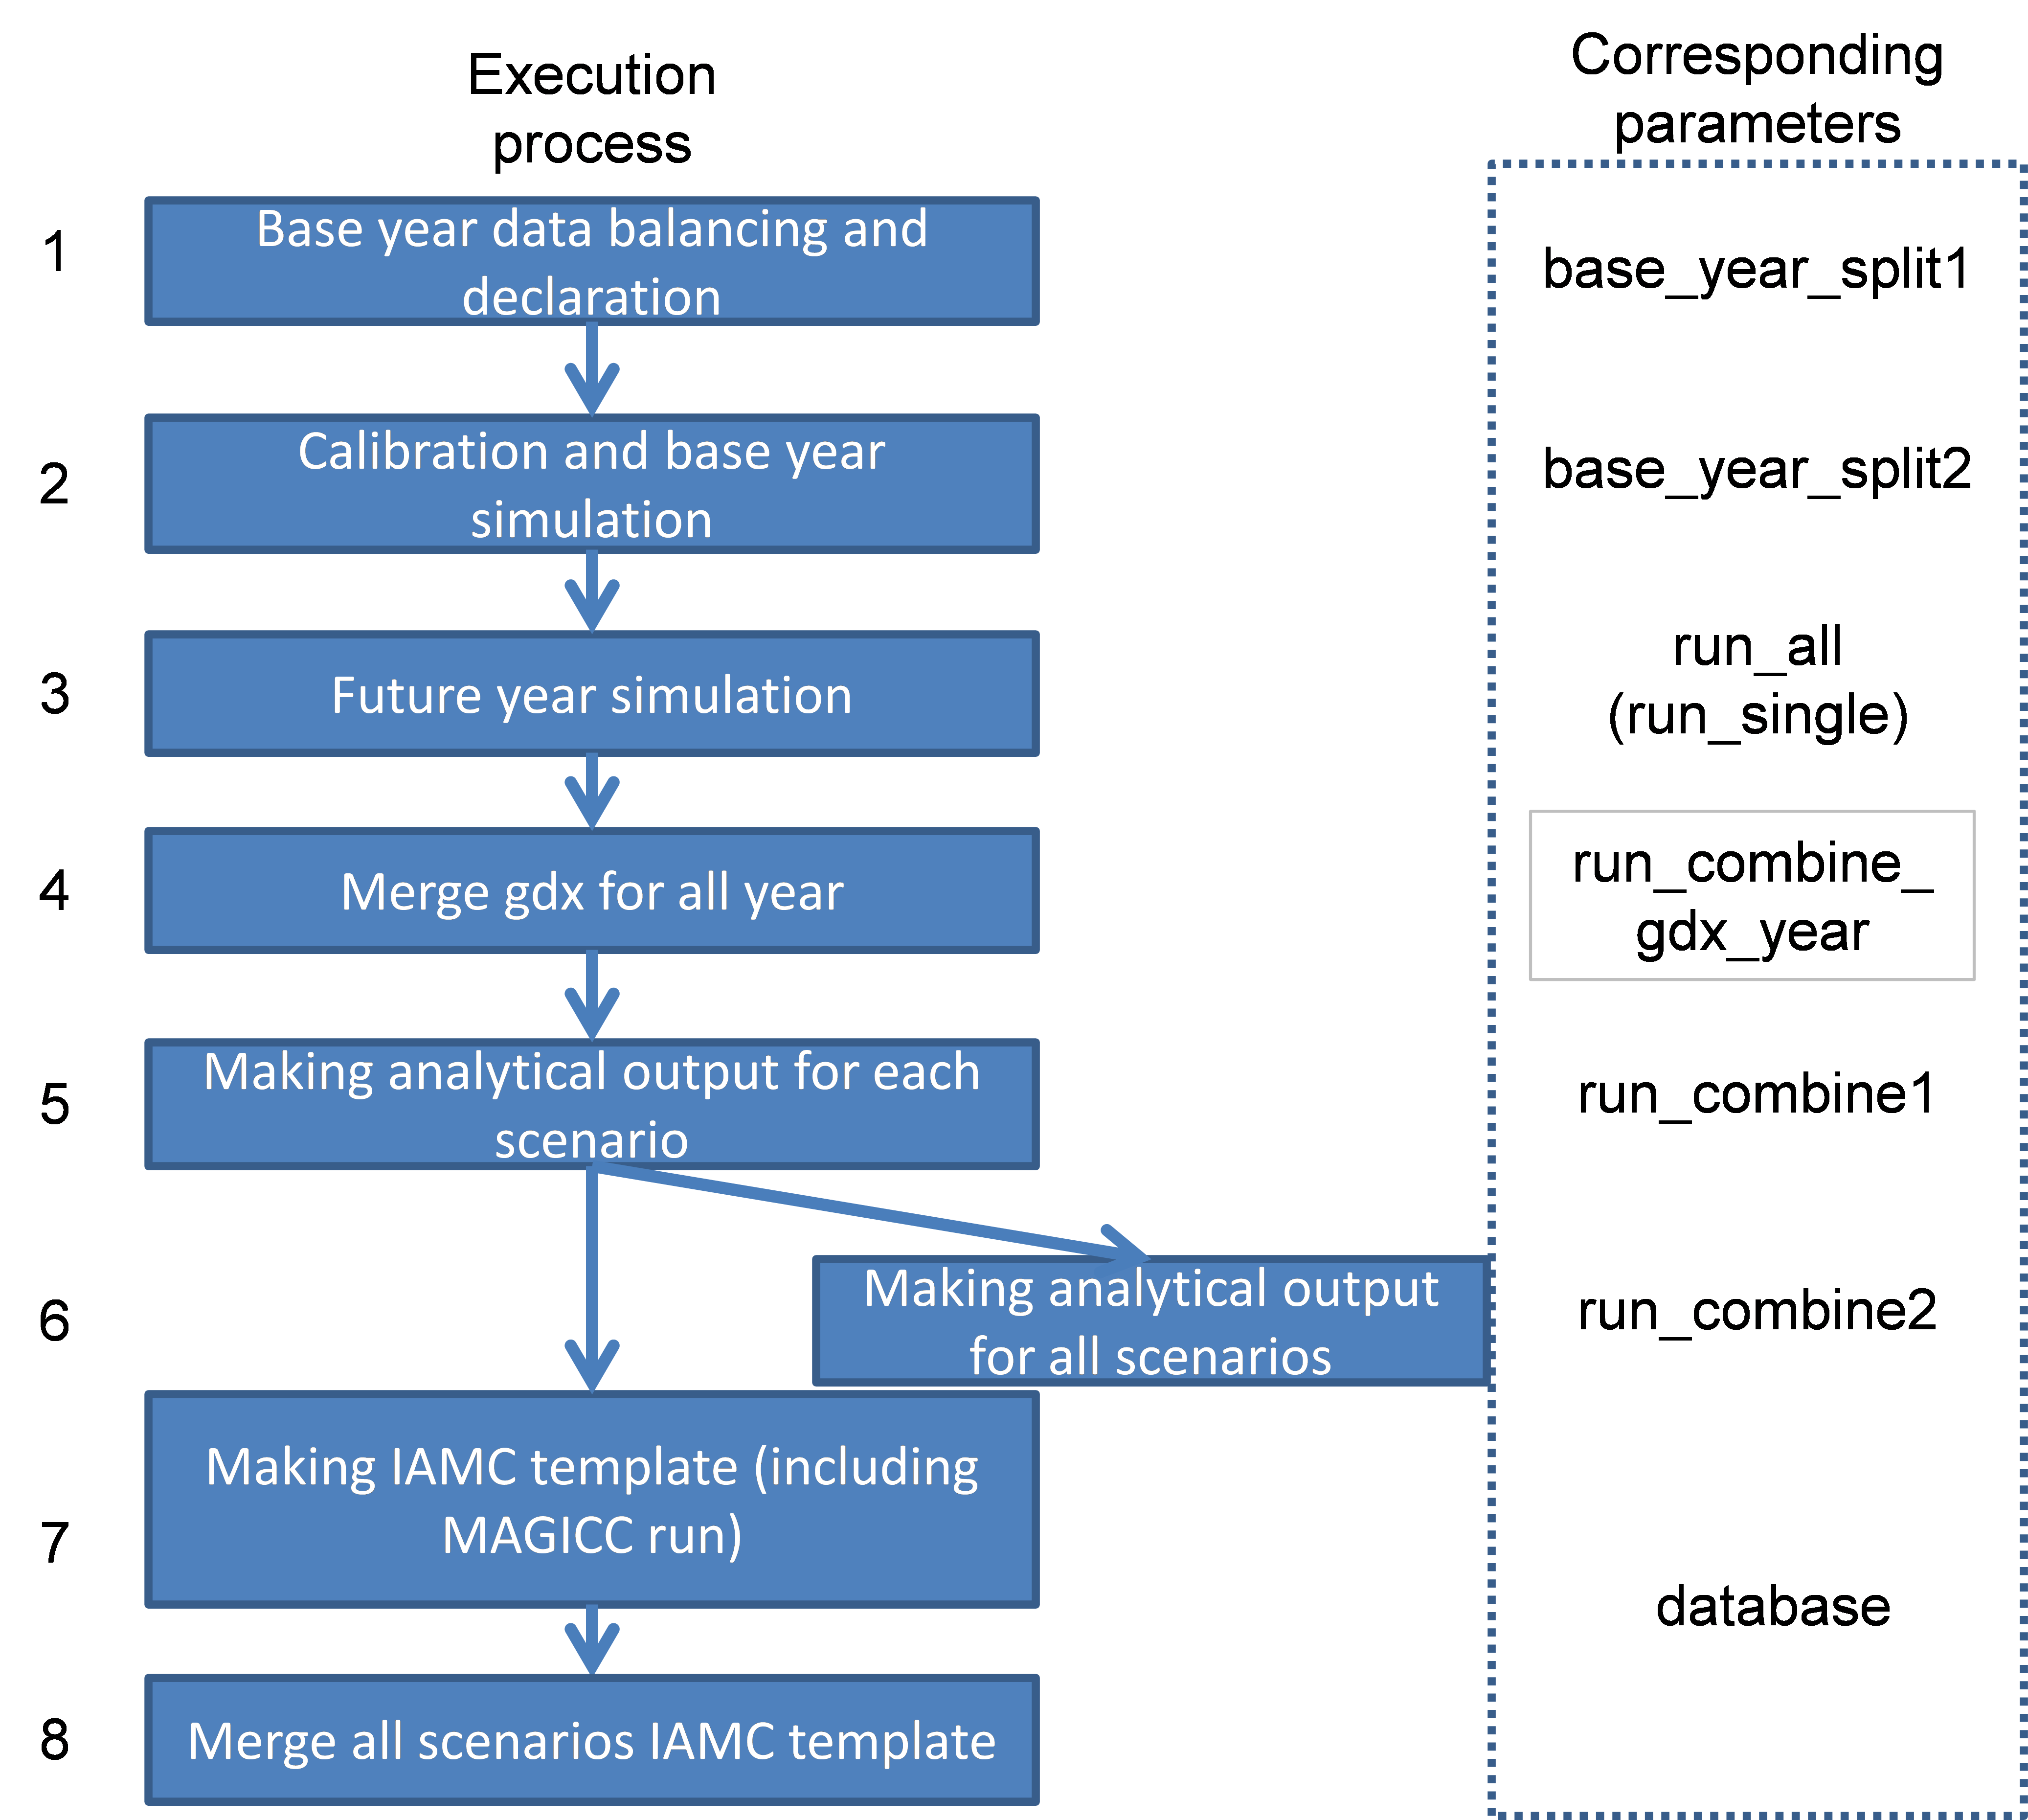 Execution
process
Corresponding
parameters
1
Base year data balancing and
declaration
base_year_split1
2
Calibration and base year
simulation
base_year_split2
3
Future year simulation
run_all
(run_single)
4
Merge gdx for all year
run_combine_
gdx_year
5
Making analytical output for each
scenario
run_combine1
6
Making analytical output
for all scenarios
run_combine2
7
Making IAMC template (including
MAGICC run)
database
8
Merge all scenarios IAMC template